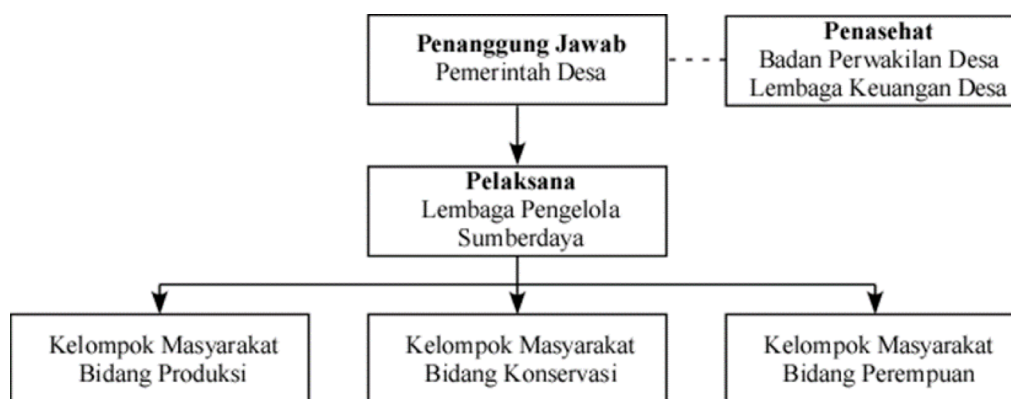 Penanggung Jawab
Pemerintah Desa
Penasehat
Badan Perwakilan Desa
Lembaga Keuangan Desa
Pelaksana
Lembaga Pengelola
Sumberdaya
Kelompok Masyarakat
Bidang Produksi
Kelompok Masyarakat
Bidang Konservasi
Kelompok Masyarakat
Bidang Perempuan